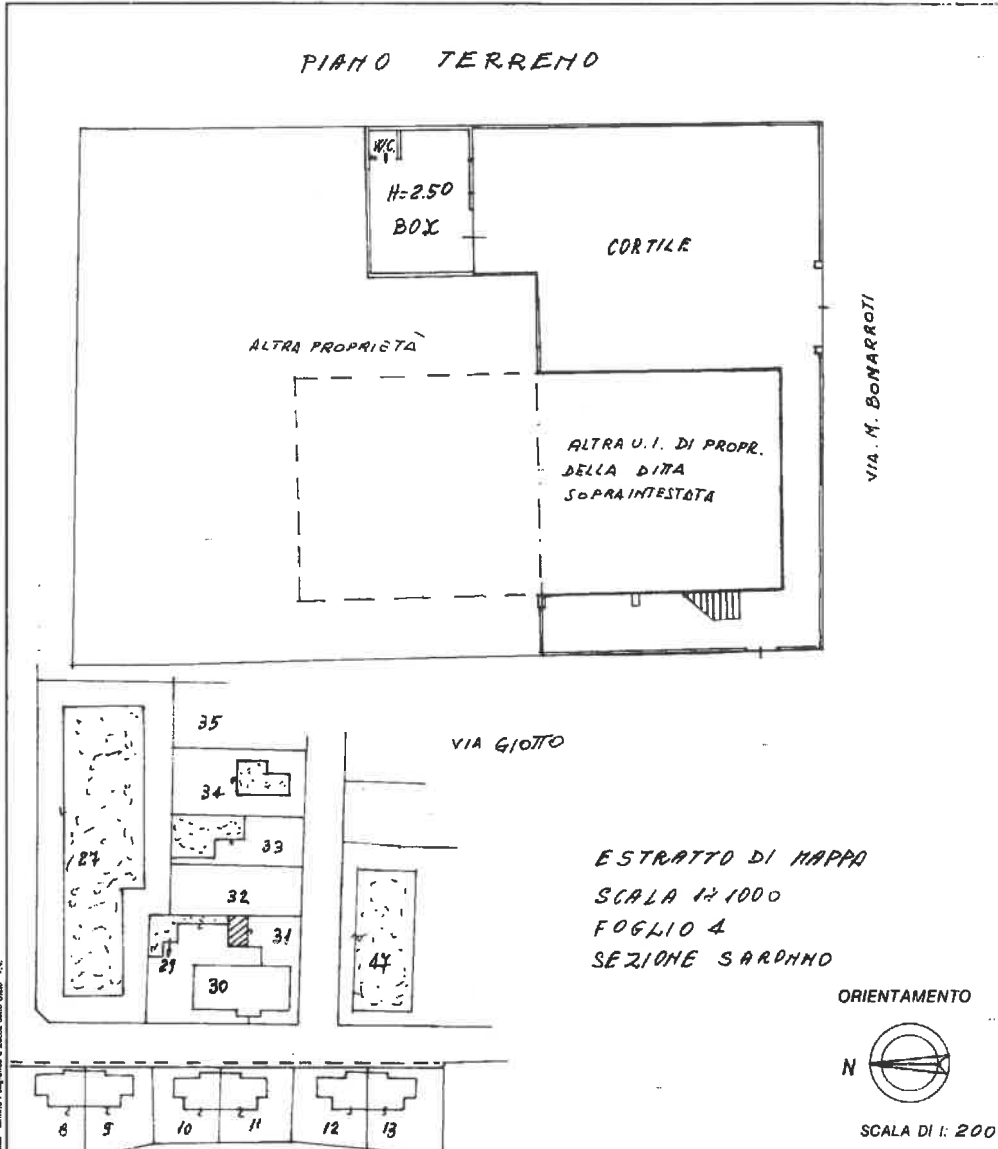 PIANO TERRENO
W.C.
H=2.50
BOX
CORTILE
ALTRA PROPRIETÀ
VIA. M. BONARROTI
ALTRA U.I. DI PROPR.
DELLA DITTA
SOPRAINTESTATA
VIA GIOTTO
35
34
33
27
32
31
29
30
47
ESTRATTO DI MAPPA
SCALA 1:1000
FOGLIO 4
SEZIONE SARONNO
ORIENTAMENTO
N
8 9 10 11 12 13
SCALA DI 1: 200